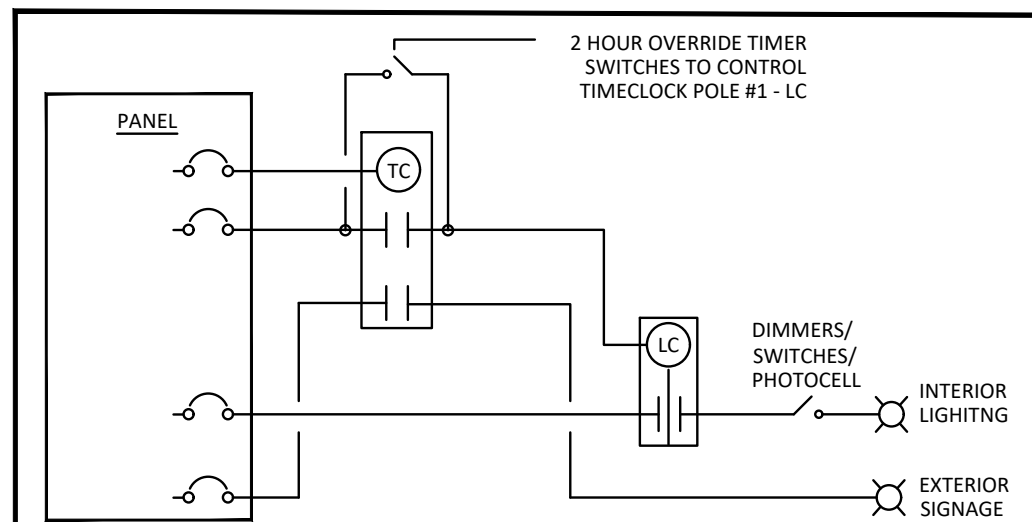 2 HOUR OVERRIDE TIMER
SWITCHES TO CONTROL
TIMECLOCK POLE #1 - LC
PANEL
TC
LC
DIMMERS/
SWITCHES/
PHOTOCELL
INTERIOR
LIGHITNG
EXTERIOR
SIGNAGE